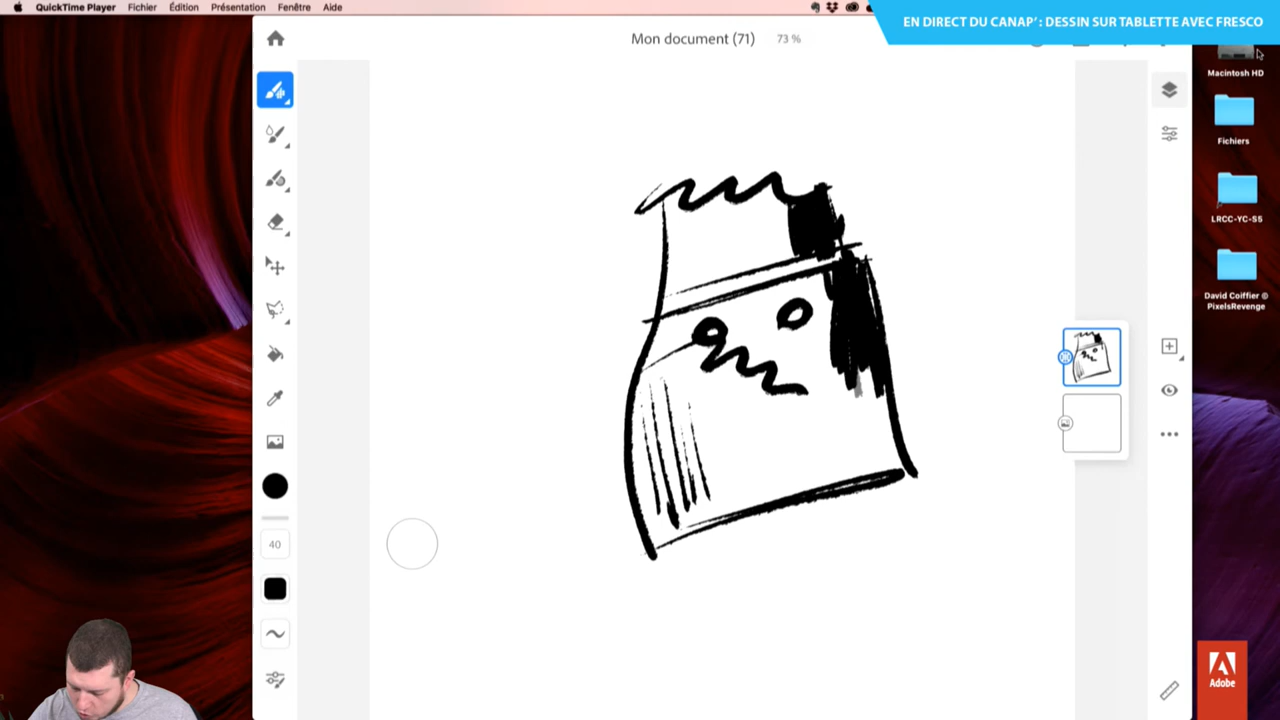 QuickTime Player Fichier Édition Présentation Fenêtre Aide
EN DIRECT DU CANAP' : DESSIN SUR TABLETTE AVEC FRESCO
Mon document (71) 73 %
Macintosh HD
Fichiers
LRCC-YC-S5
David Coiffier ©
PixelsRevenge
40
Adobe